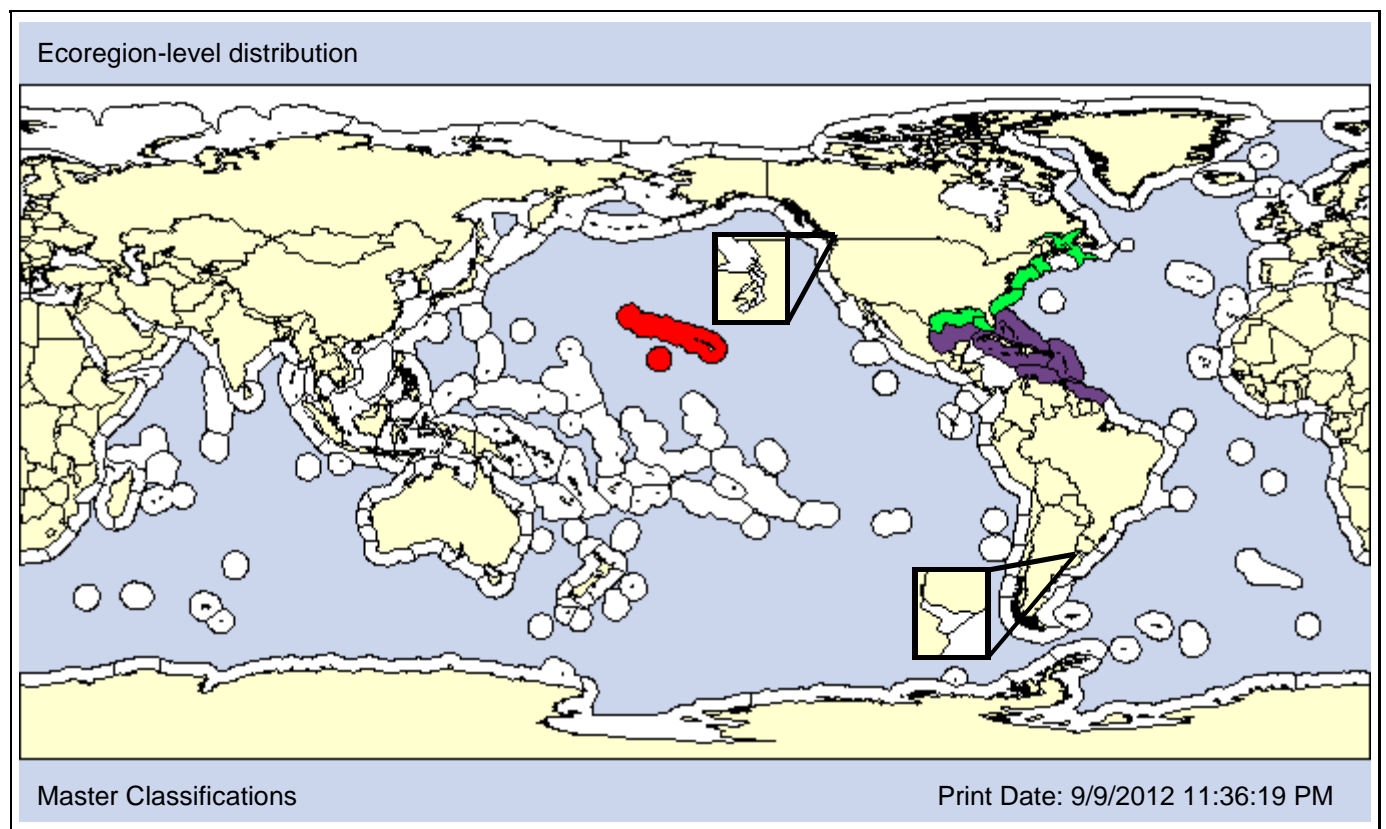 Ecoregion-level distribution
Master Classifications
Print Date: 9/9/2012 11:36:19 PM